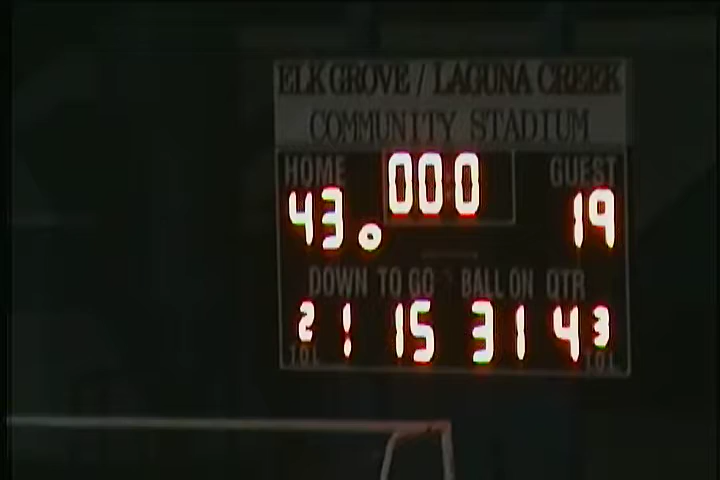 ELK GROVE / LAGUNA CREEK
COMMUNITY STADIUM
HOME 000 GUEST
43 19
DOWN TO GO BALL ON QTR
2 1 15 31 4 3
TOL TOL